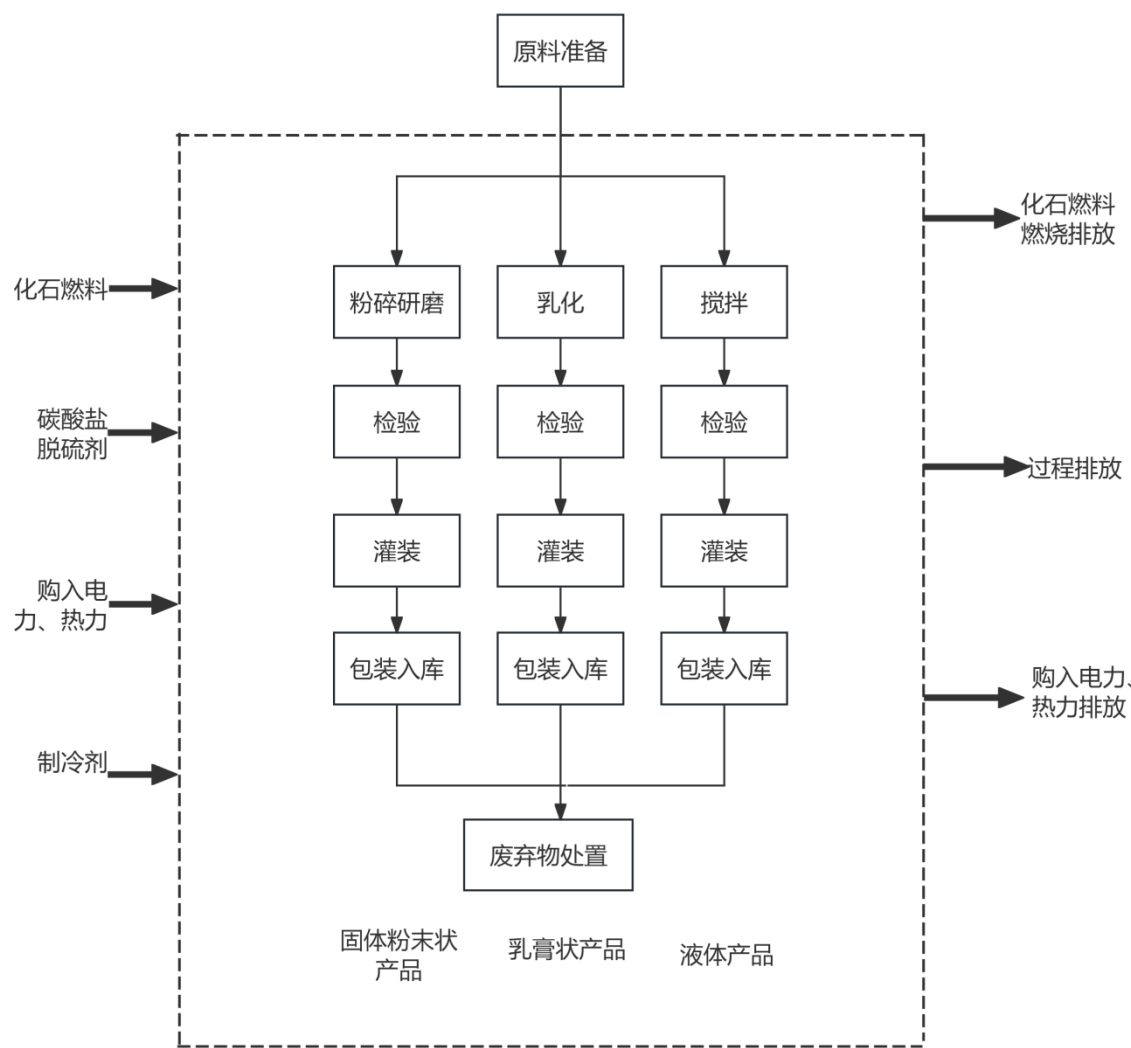 原料准备
化石燃料
燃烧排放
化石燃料
粉碎研磨
乳化
搅拌
碳酸盐
脱硫剂
检验
检验
检验
过程排放
灌装
灌装
灌装
购入电
力、热力
包装入库
包装入库
包装入库
购入电力、
热力排放
制冷剂
废弃物处置
固体粉末状
产品
乳膏状产品
液体产品